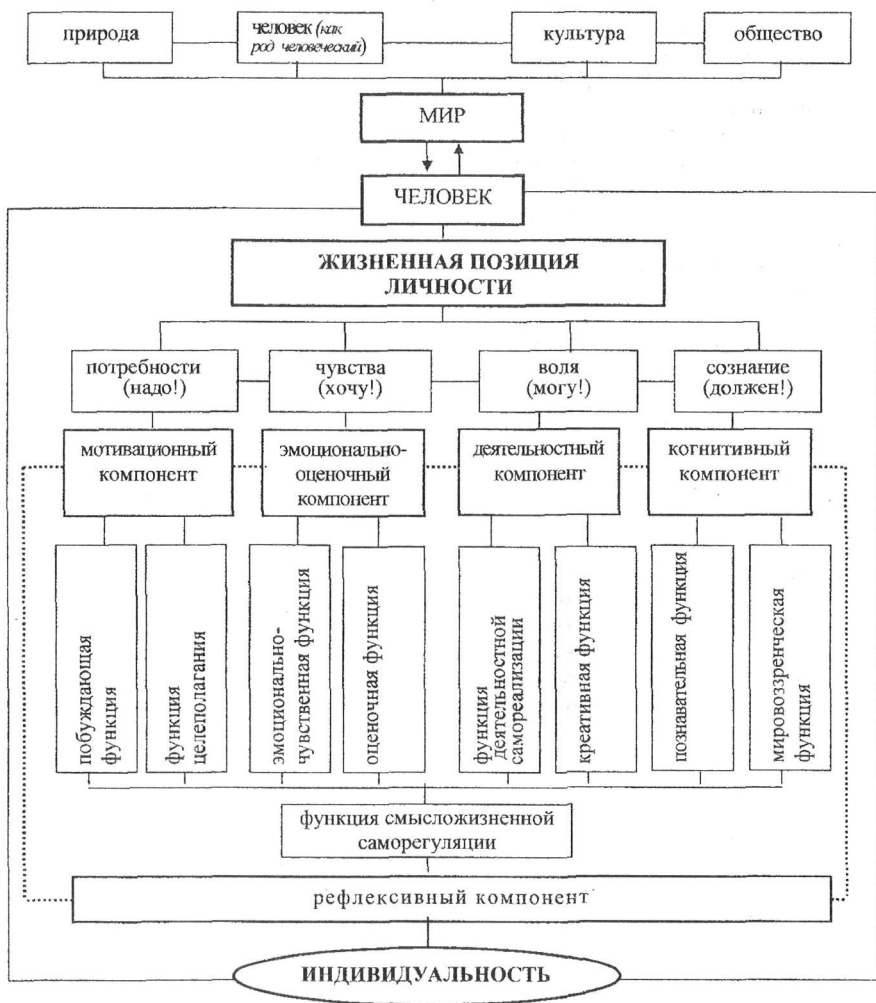 природа
человек (как
род человеческий)
культура
общество
МИР
ЧЕЛОВЕК
ЖИЗНЕННАЯ ПОЗИЦИЯ
ЛИЧНОСТИ
потребности
(надо!)
чувства
(хочу!)
воля
(могу!)
сознание
(должен!)
мотивационный
компонент
эмоционально-
оценочный
компонент
деятельностный
компонент
когнитивный
компонент
побуждающая
функция
функция
целеполагания
эмоционально-
чувственная функция
оценочная функция
функция
деятельностной
самореализации
креативная функция
познавательная функция
мировоззренческая
функция
функция смысложизненной
саморегуляции
рефлексивный компонент
ИНДИВИДУАЛЬНОСТЬ